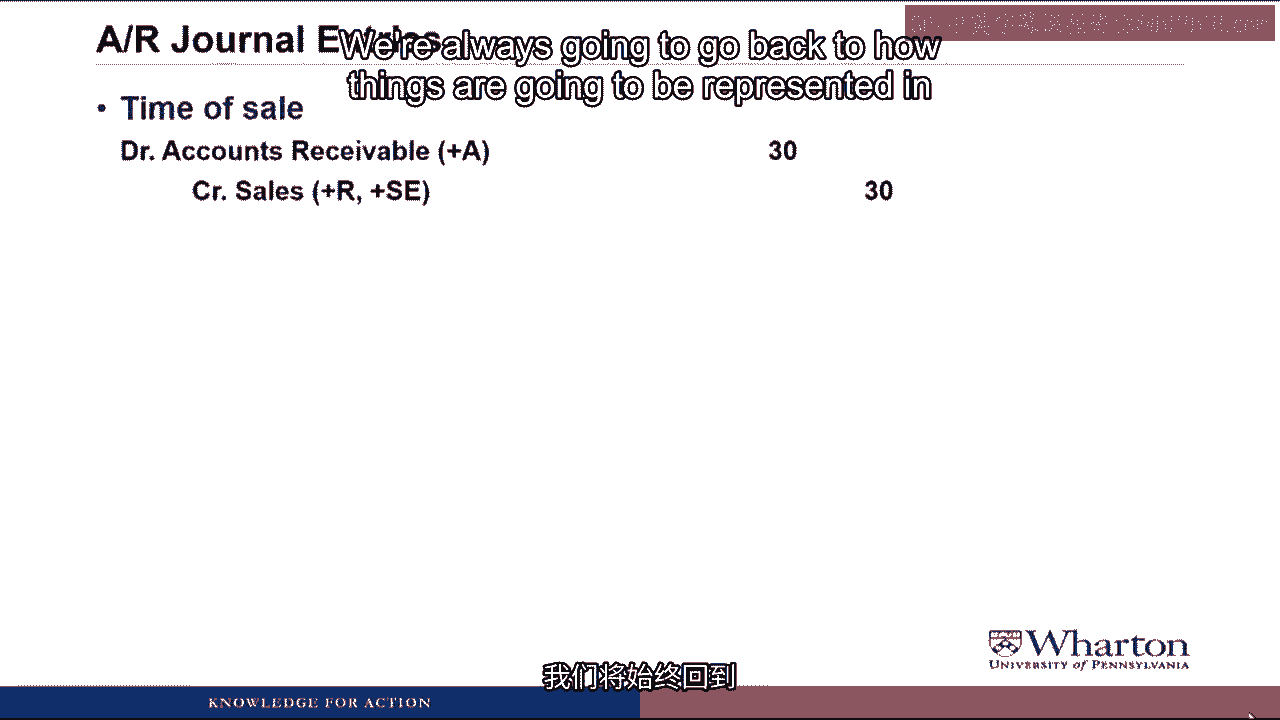 A/R Journal Entries
We're always going to go back to how
things are going to be represented in
• Time of sale
Dr. Accounts Receivable (+A) 30
Cr. Sales (+R, +SE) 30
Wharton
UNIVERSITY of PENNSYLVANIA
我们将始终回到
KNOWLEDGE FOR ACTION